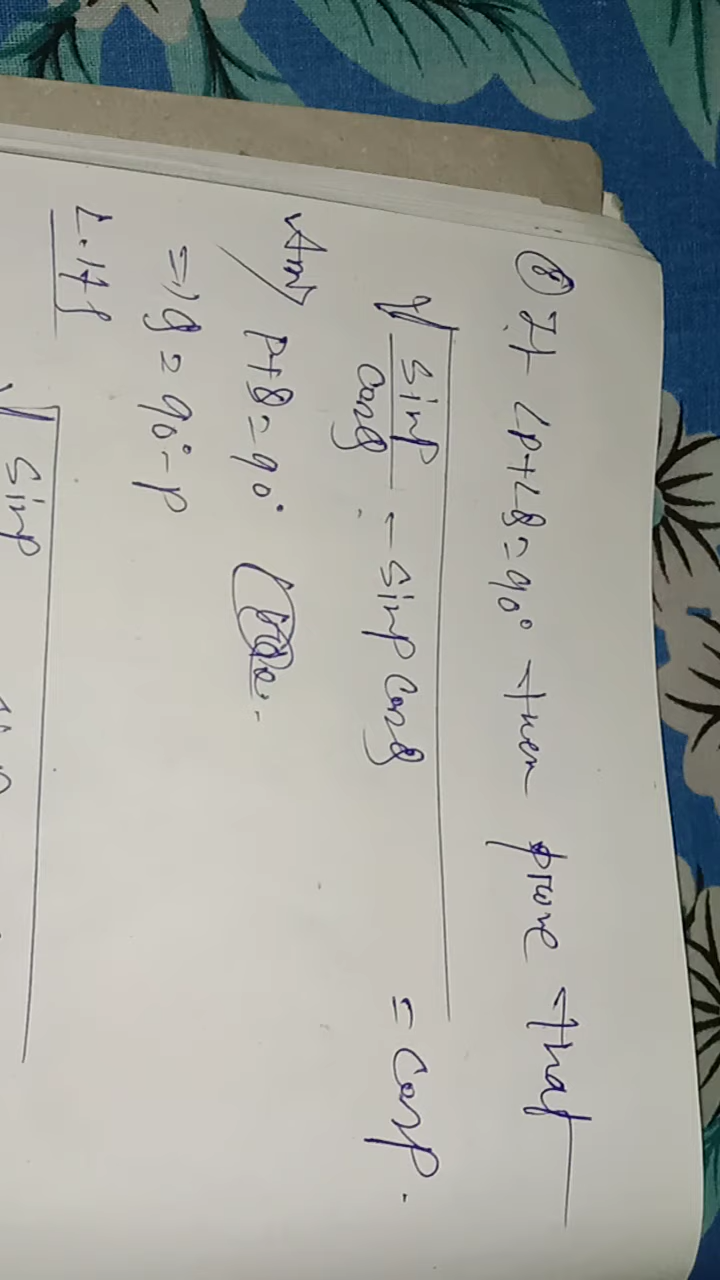 ⑧ If ∠P+∠Q=90° then prove that
√ sinP/cosQ - sinP cosQ = cosP.
Ans P+Q=90°
=> Q = 90°-P
L.H.S
√ sinP